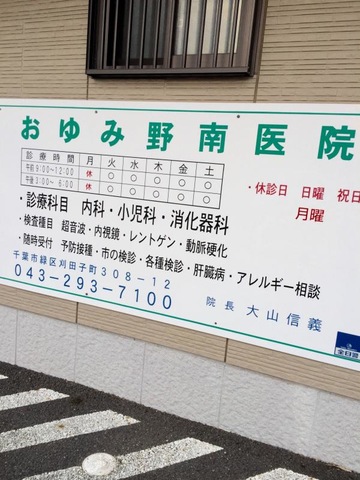 おゆみ野南医院
診療時間 月 火 水 木 金 土
午前 9:00〜12:00 休 ○ ○ ○ ○ ○
午後 3:00〜 6:00 休 ○ ○ ○ ○ ○
・休診日 日曜 祝日
月曜
・診療科目 内科・小児科・消化器科
・検査種目 超音波・内視鏡・レントゲン・動脈硬化
・随時受付 予防接種・市の検診・各種検診・肝臓病・アレルギー相談
千葉市緑区刈田子町308-12
043-293-7100
院長 大山信義